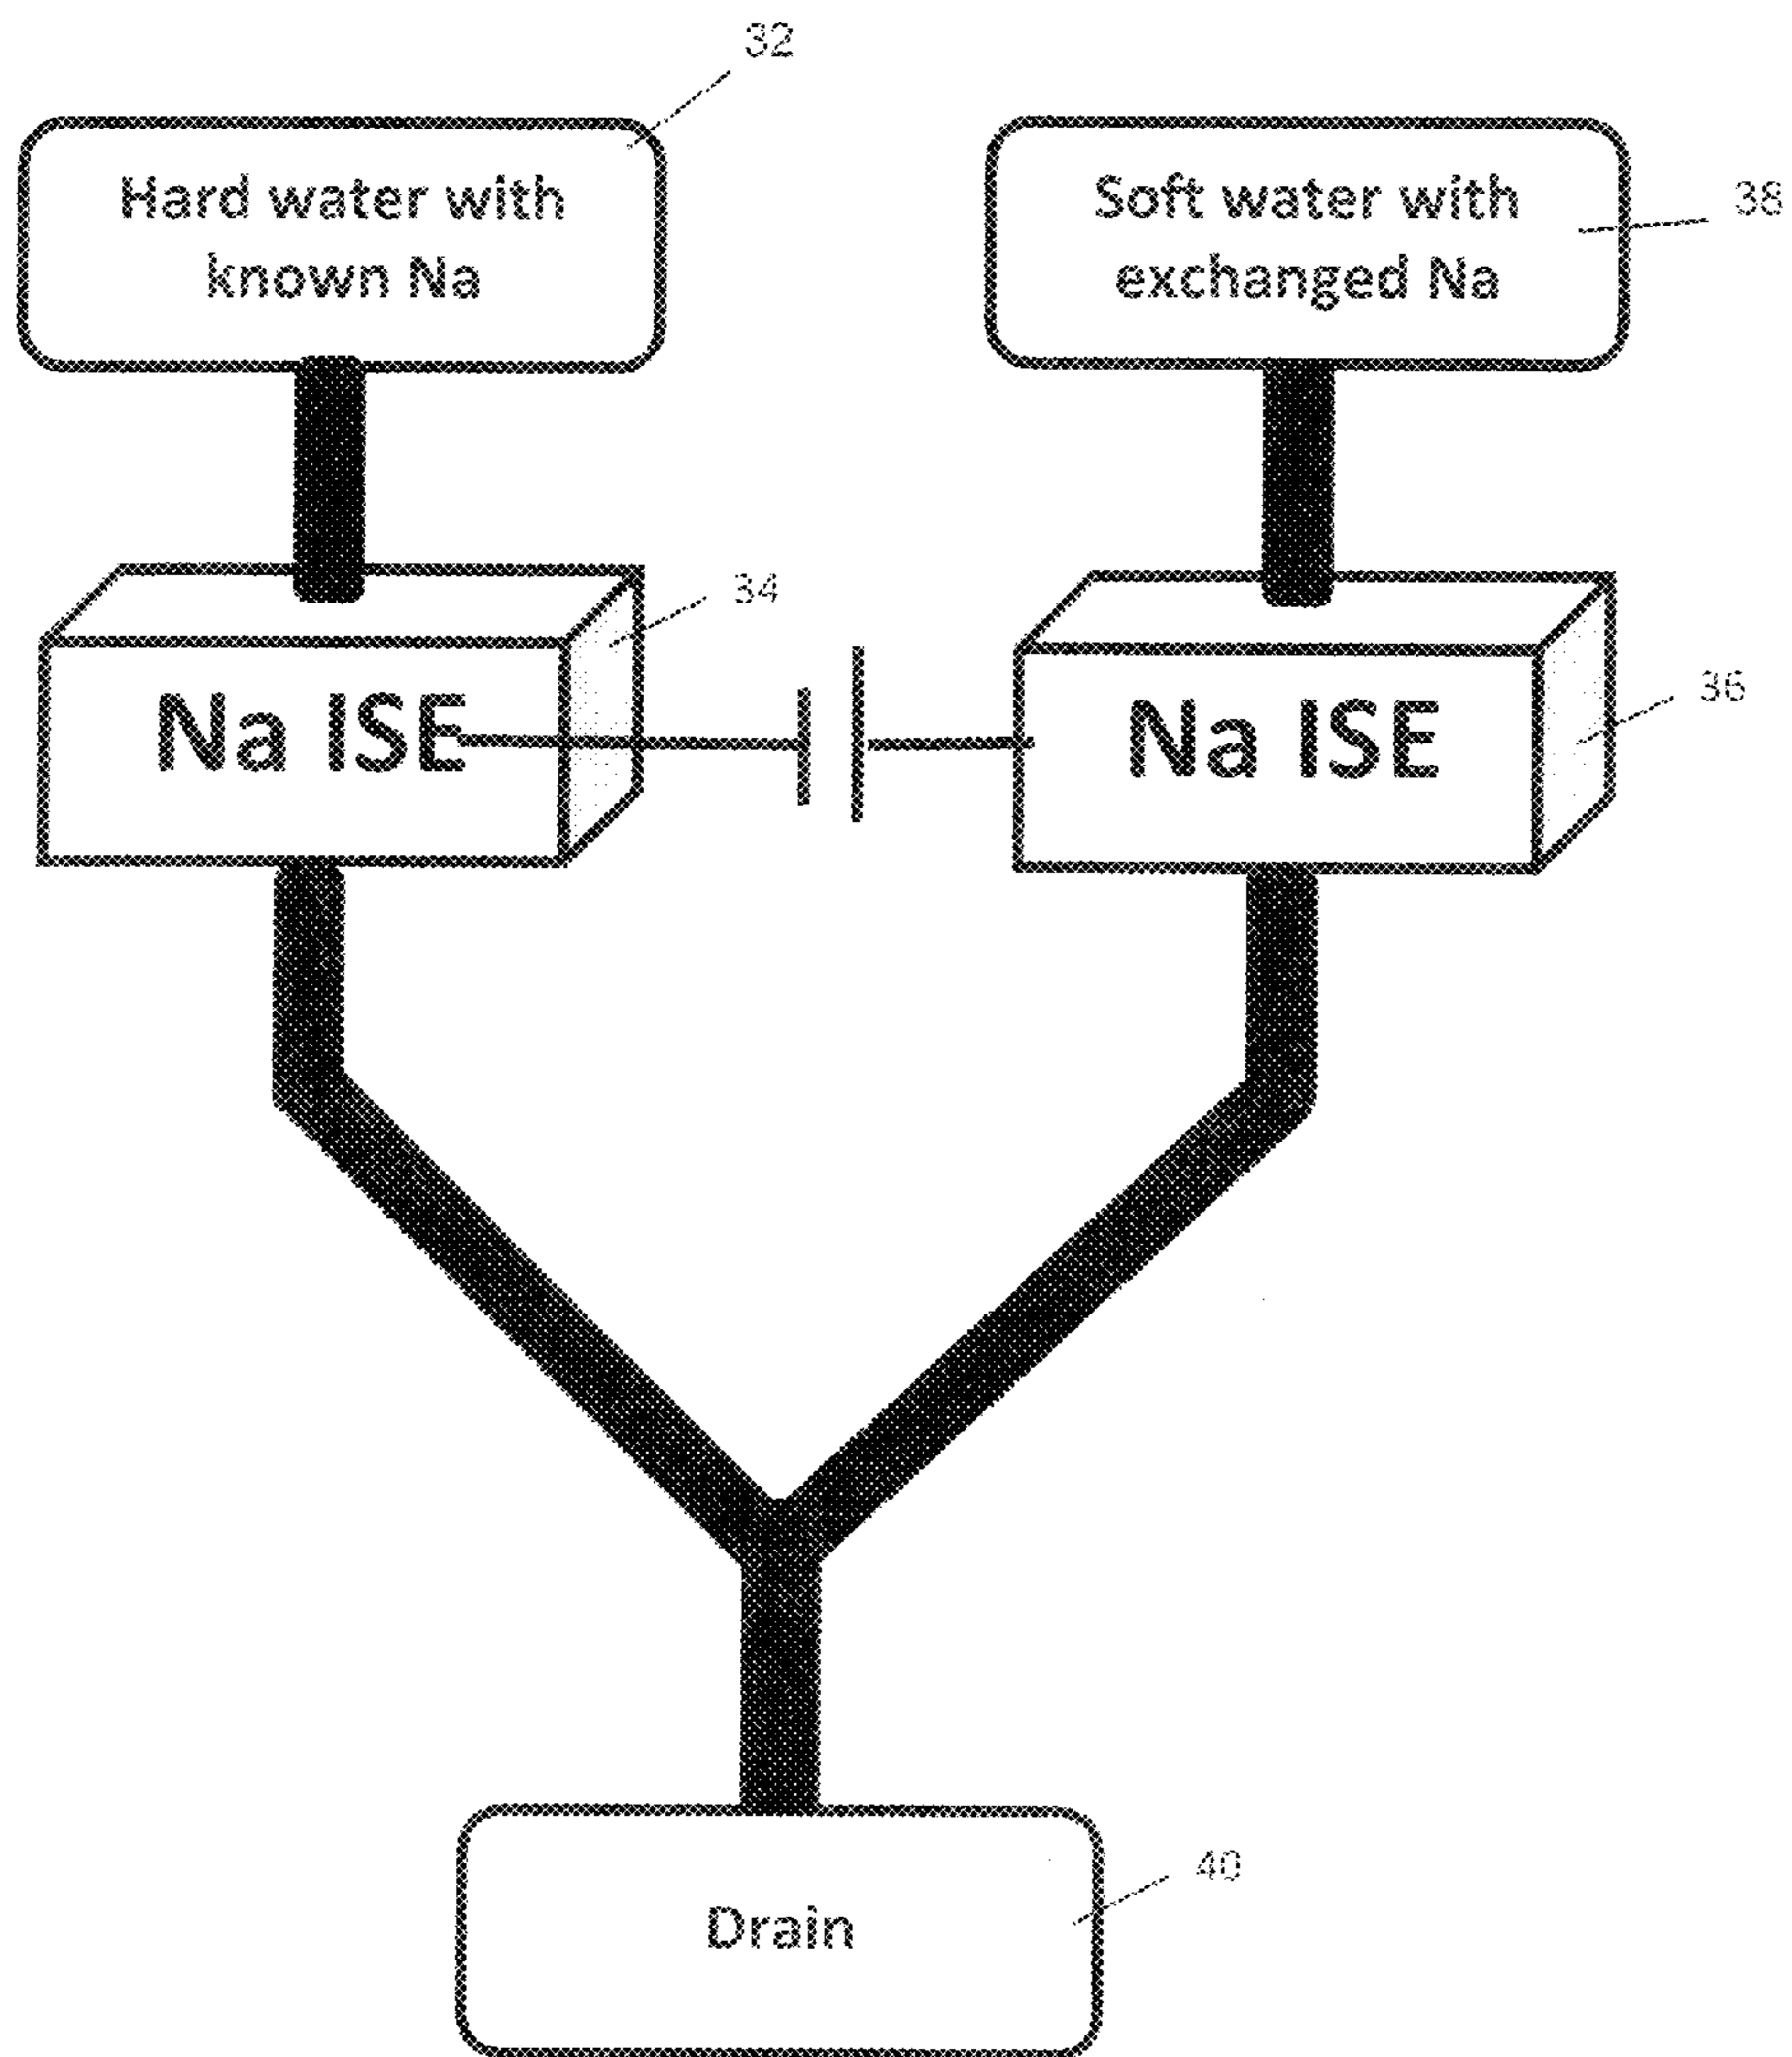 32
Hard water with
known Na
Soft water with
exchanged Na
38
34
Na ISE
Na ISE
36
40
Drain